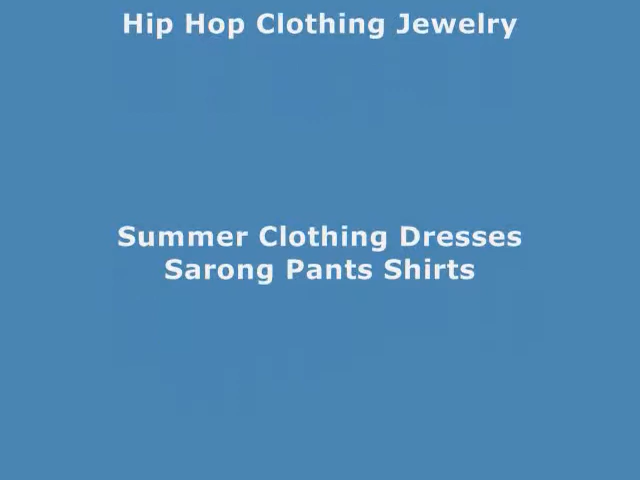 Hip Hop Clothing Jewelry
Summer Clothing Dresses
Sarong Pants Shirts